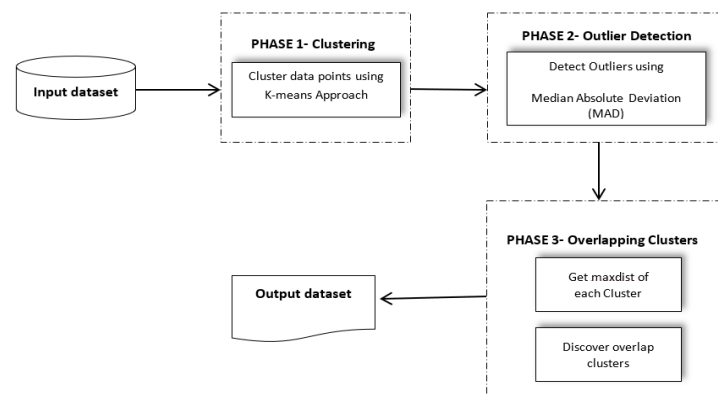 Input dataset
PHASE 1- Clustering
Cluster data points using
K-means Approach
PHASE 2- Outlier Detection
Detect Outliers using
Median Absolute Deviation
(MAD)
PHASE 3- Overlapping Clusters
Get maxdist of
each Cluster
Discover overlap
clusters
Output dataset